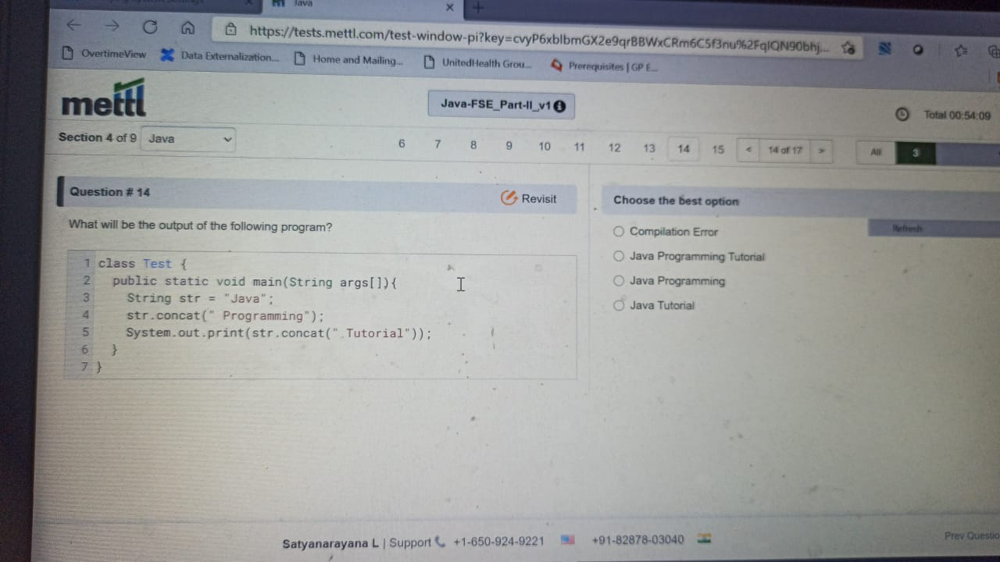 Java
https://tests.mettl.com/test-window-pi?key=cvyP6xblbmGX2e9qrBBWxCRm6C5f3nu%2FqlQN90bhj...
OvertimeView Data Externalization... Home and Mailing... UnitedHealth Grou... Prerequisites | GP E...
mettl
Java-FSE_Part-II_v1
Total 00:54:09
Section 4 of 9 Java
6 7 8 9 10 11 12 13 14 15 < 14 of 17 > All 3
Question # 14
Revisit
What will be the output of the following program?
1 class Test {
2 public static void main(String args[]){
3 String str = "Java";
4 str.concat(" Programming");
5 System.out.print(str.concat(" Tutorial"));
6 }
7 }
Choose the best option
Refresh
Compilation Error
Java Programming Tutorial
Java Programming
Java Tutorial
Satyanarayana L | Support +1-650-924-9221 +91-82878-03040
Prev Questio